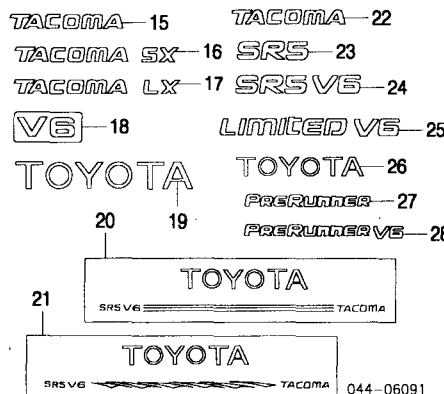 TACOMA 15
TACOMA SX 16
TACOMA LX 17
V6 18
TOYOTA
19
TACOMA 22
SR5 23
SR5 V6 24
LIMITED V6 25
TOYOTA 26
PRERUNNER 27
PRERUNNER V6 28
20
TOYOTA
SR5 V6 TACOMA
21
TOYOTA
SR5 V6 TACOMA
044-06091